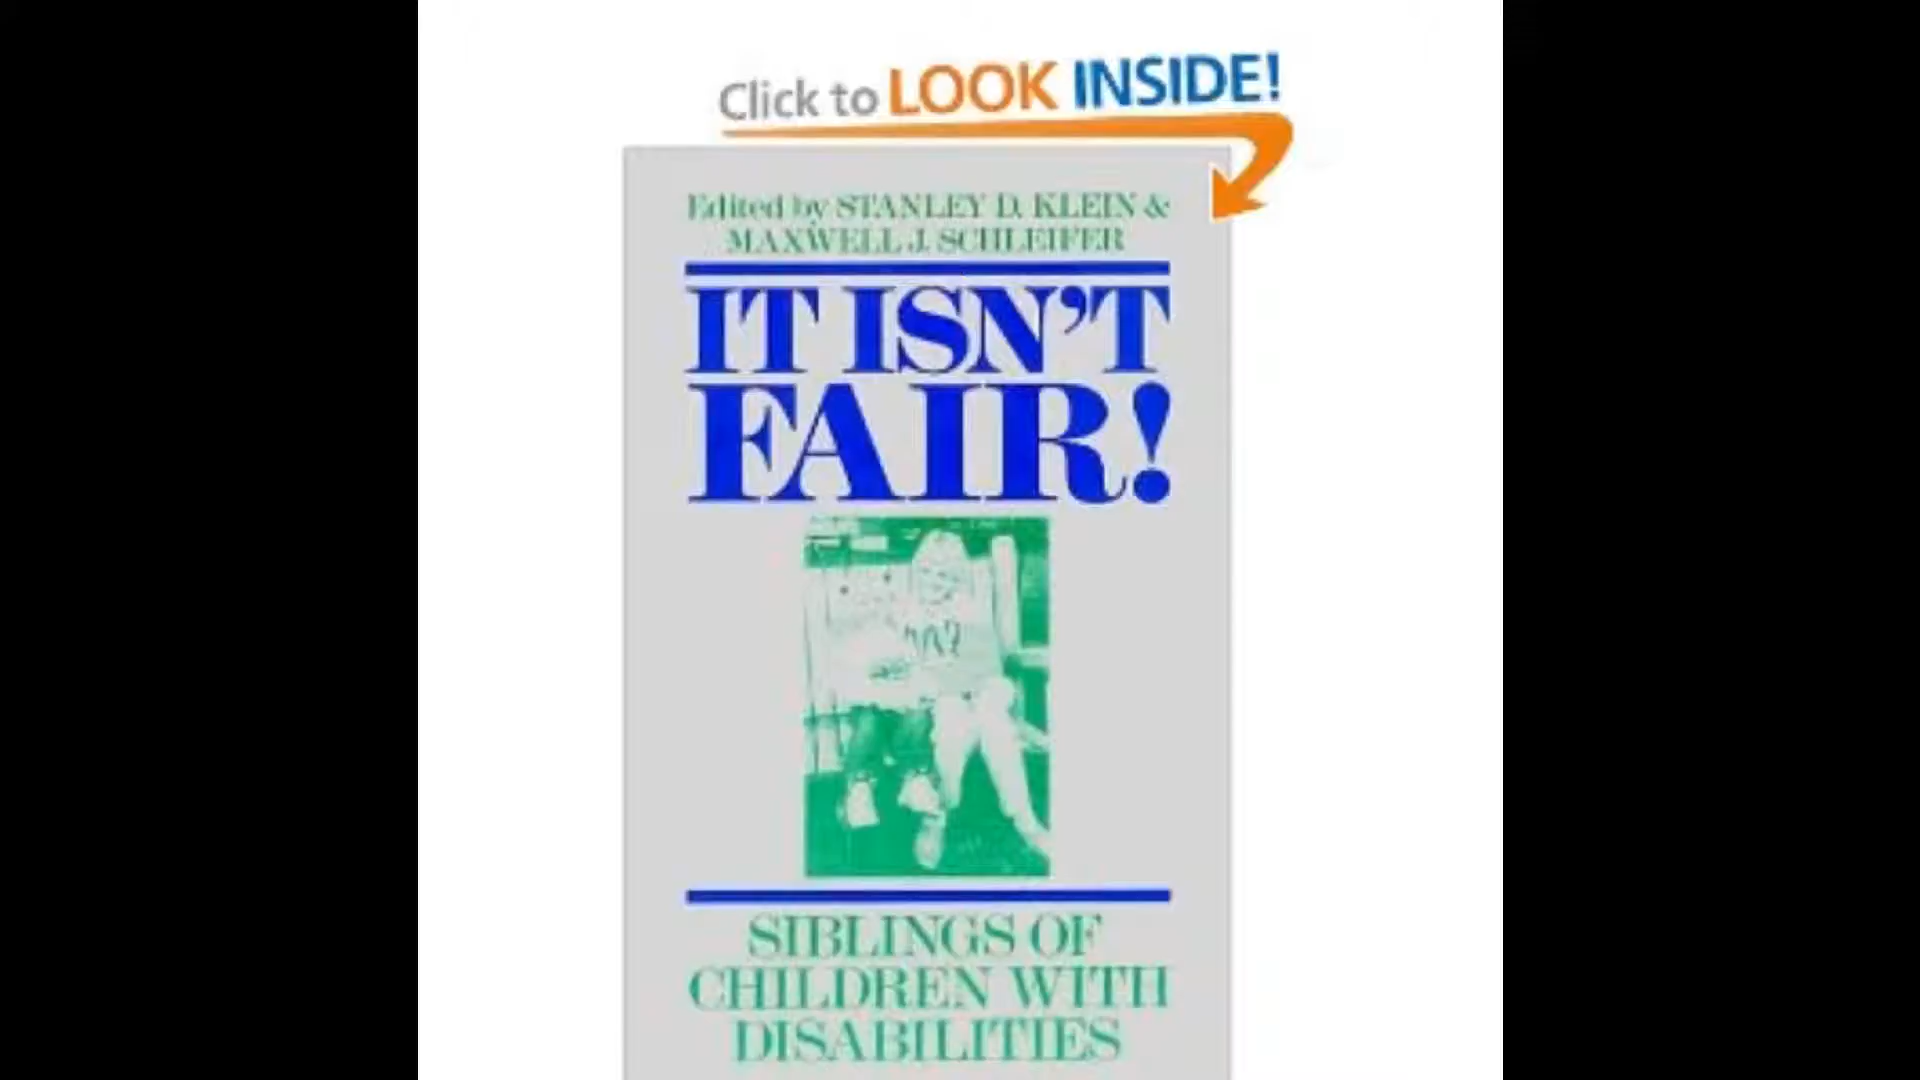 Click to LOOK INSIDE!
Edited by STANLEY D. KLEIN &
MAXWELL J. SCHLEIFER
IT ISN'T
FAIR!
SIBLINGS OF
CHILDREN WITH
DISABILITIES